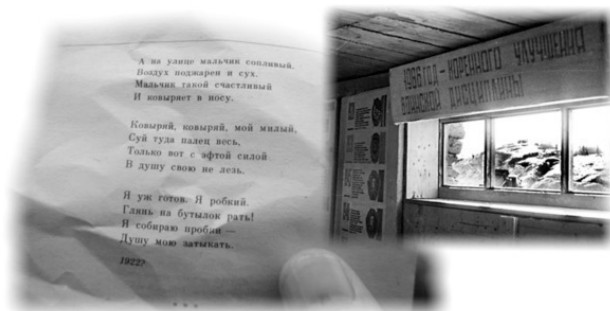 А на улице мальчик сопливый.
Воздух поджарен и сух.
Мальчик такой счастливый
И ковыряет в носу.
Ковыряй, ковыряй, мой милый,
Суй туда палец весь,
Только вот с эфтой силой
В душу свою не лезь.
Я уж готов. Я робкий.
Глянь на бутылок рать!
Я собираю пробки —
Душу мою затыкать.
1922?
* * *
1986 ГОД - КОРЕННОГО УЛУЧШЕНИЯ
ВОИНСКОЙ ДИСЦИПЛИНЫ